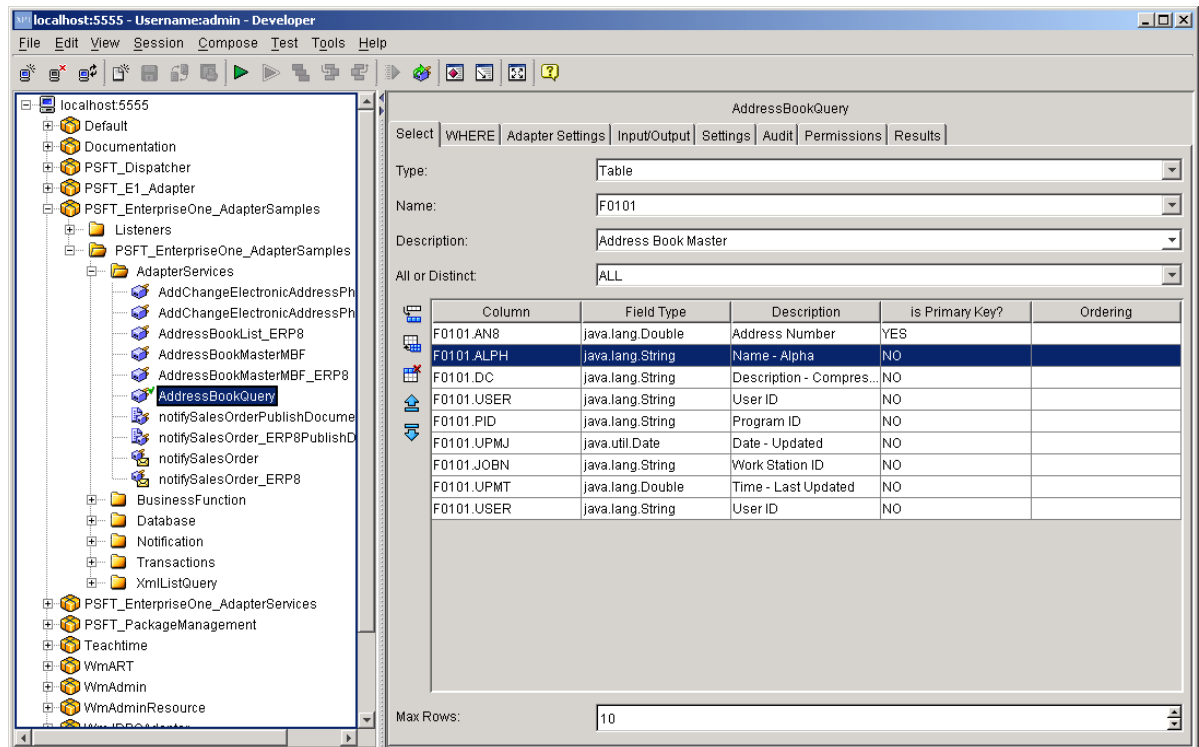 localhost:5555 - Username:admin - Developer
File Edit View Session Compose Test Tools Help
localhost:5555
Default
Documentation
PSFT_Dispatcher
PSFT_E1_Adapter
PSFT_EnterpriseOne_AdapterSamples
Listeners
PSFT_EnterpriseOne_AdapterSamples
AdapterServices
AddChangeElectronicAddressPh
AddChangeElectronicAddressPh
AddressBookList_ERP8
AddressBookMasterMBF
AddressBookMasterMBF_ERP8
AddressBookQuery
notifySalesOrderPublishDocume
notifySalesOrder_ERP8PublishD
notifySalesOrder
notifySalesOrder_ERP8
BusinessFunction
Database
Notification
Transactions
XmlListQuery
PSFT_EnterpriseOne_AdapterServices
PSFT_PackageManagement
Teachtime
WmART
WmAdmin
WmAdminResource
AddressBookQuery
Select WHERE Adapter Settings Input/Output Settings Audit Permissions Results
Type: Table
Name: F0101
Description: Address Book Master
All or Distinct: ALL
Column Field Type Description is Primary Key? Ordering
F0101.AN8 java.lang.Double Address Number YES
F0101.ALPH java.lang.String Name - Alpha NO
F0101.DC java.lang.String Description - Compres... NO
F0101.USER java.lang.String User ID NO
F0101.PID java.lang.String Program ID NO
F0101.UPMJ java.util.Date Date - Updated NO
F0101.JOBN java.lang.String Work Station ID NO
F0101.UPMT java.lang.Double Time - Last Updated NO
F0101.USER java.lang.String User ID NO
Max Rows: 10